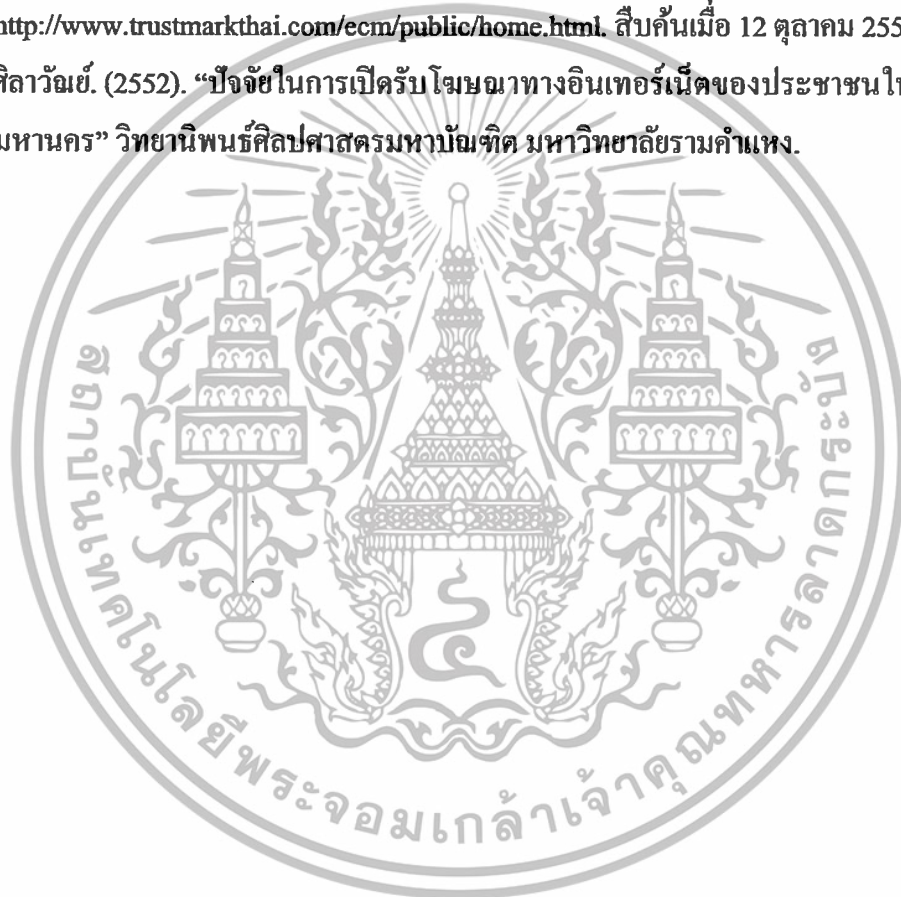 http://www.trustmarkthai.com/ecm/public/home.html. สืบค้นเมื่อ 12 ตุลาคม 255
ศิลาวัณย์. (2552). “ปัจจัยในการเปิดรับโฆษณาทางอินเทอร์เน็ตของประชาชนใ
มหานคร” วิทยานิพนธ์ศิลปศาสตรมหาบัณฑิต มหาวิทยาลัยรามคำแหง.
๔
สถาบันเทคโนโลยีพระจอมเกล้าเจ้าคุณทหารลาดกระบัง